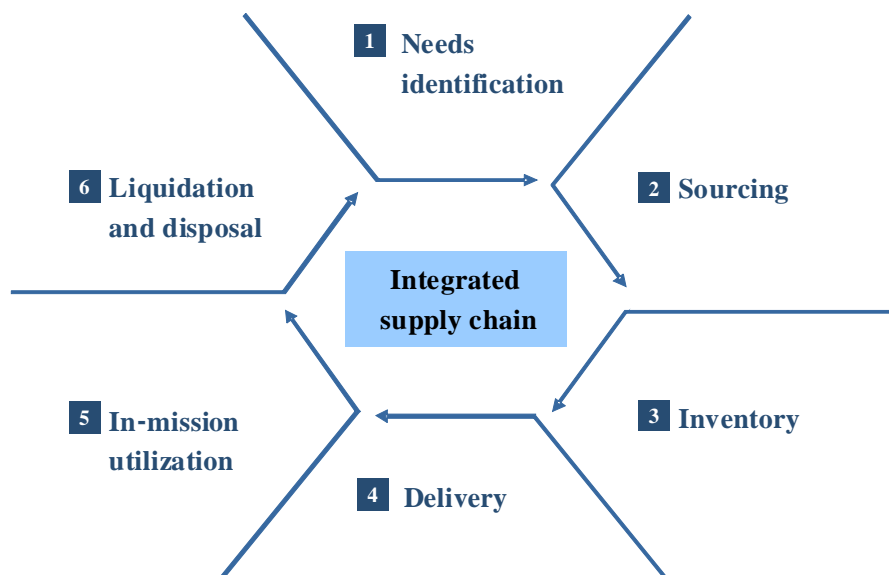 1 Needs
identification
2 Sourcing
3 Inventory
4 Delivery
5 In-mission
utilization
6 Liquidation
and disposal
Integrated
supply chain